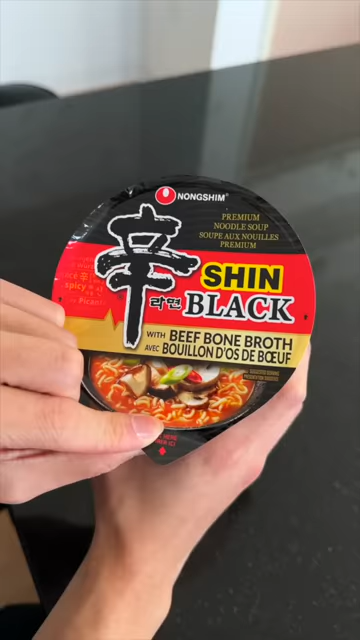 NONGSHIM
PREMIUM
NOODLE SOUP
SOUPE AUX NOUILLES
PREMIUM
辛
spicy
Picant
SHIN
라면 BLACK
WITH BEEF BONE BROTH
AVEC BOUILLON D'OS DE BŒUF